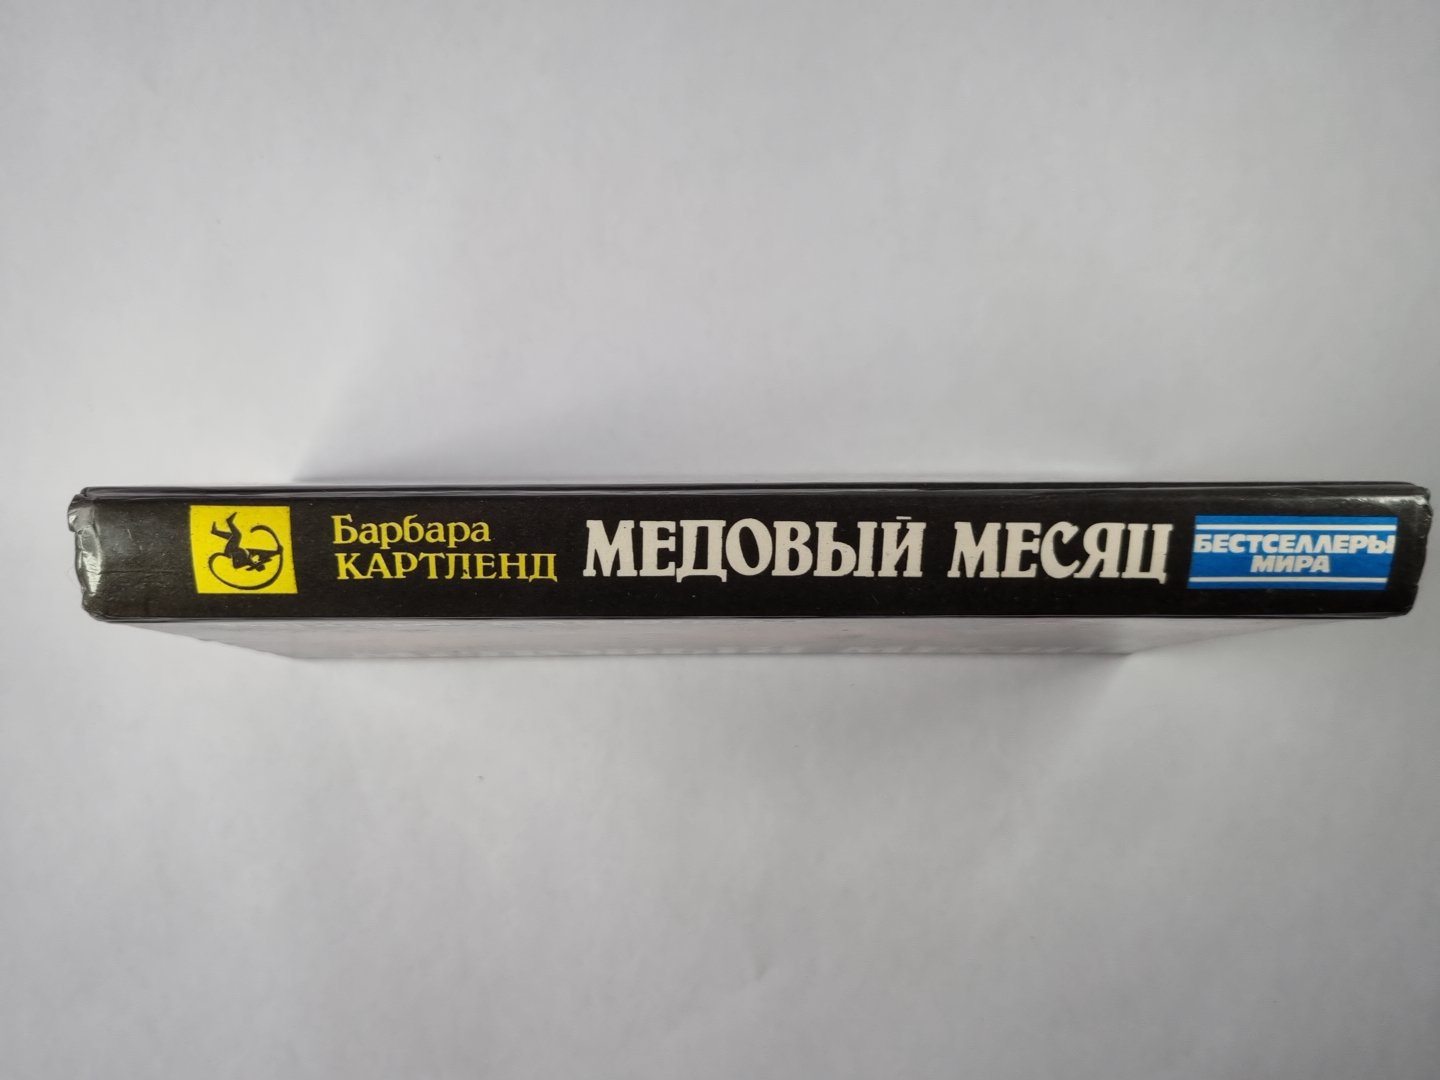 Барбара
КАРТЛЕНД
МЕДОВЫЙ МЕСЯЦ
БЕСТСЕЛЛЕРЫ
МИРА